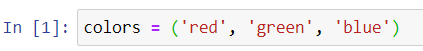 In [1]: colors = ('red', 'green', 'blue')